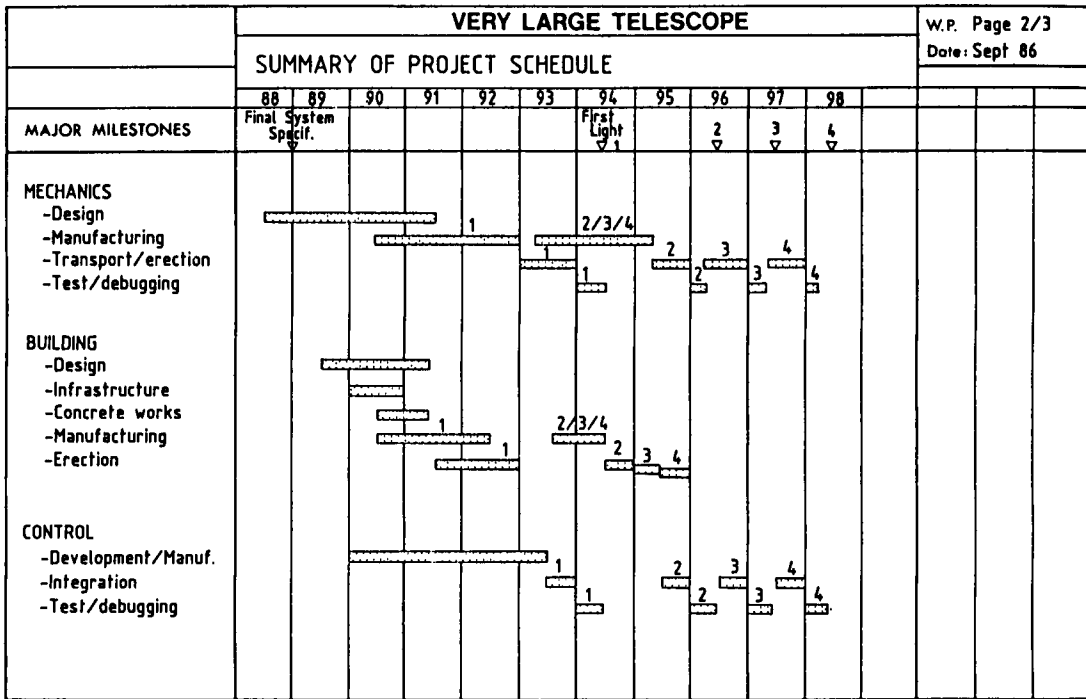 VERY LARGE TELESCOPE
W.P. Page 2/3
Date: Sept 86
SUMMARY OF PROJECT SCHEDULE
88 89 90 91 92 93 94 95 96 97 98
MAJOR MILESTONES
Final System
Specif.
First
Light
1 2 3 4
MECHANICS
-Design
-Manufacturing 1 2/3/4
-Transport/erection 1 2 3 4
-Test/debugging 1 2 3 4
BUILDING
-Design
-Infrastructure
-Concrete works
-Manufacturing 1 2/3/4
-Erection 1 2 3 4
CONTROL
-Development/Manuf.
-Integration 1 2 3 4
-Test/debugging 1 2 3 4